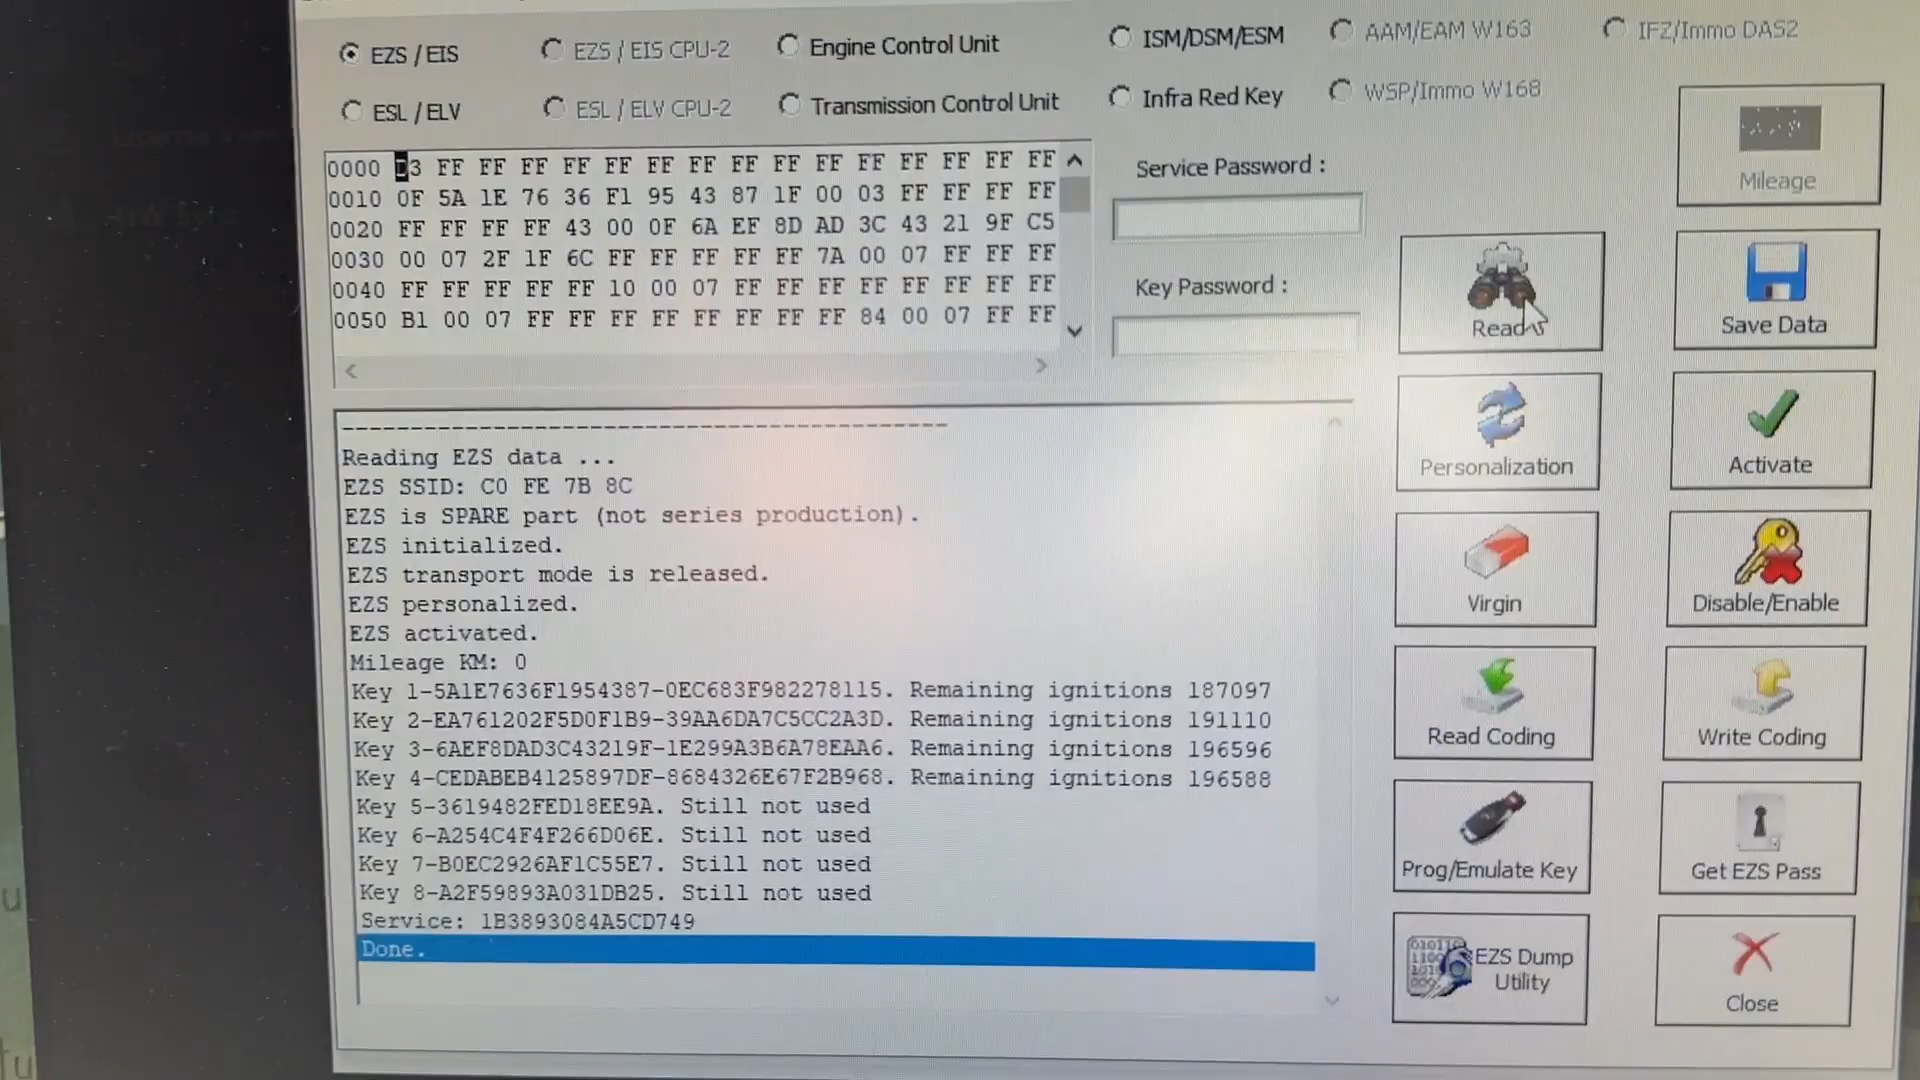 EZS / EIS
EZS / EIS CPU-2
Engine Control Unit
ISM/DSM/ESM
AAM/EAM W163
IFZ/Immo DAS2
ESL / ELV
ESL / ELV CPU-2
Transmission Control Unit
Infra Red Key
WSP/Immo W168
0000 D3 FF FF FF FF FF FF FF FF FF FF FF FF FF FF FF
0010 0F 5A 1E 76 36 F1 95 43 87 1F 00 03 FF FF FF FF
0020 FF FF FF FF 43 00 0F 6A EF 8D AD 3C 43 21 9F C5
0030 00 07 2F 1F 6C FF FF FF FF FF 7A 00 07 FF FF FF
0040 FF FF FF FF FF 10 00 07 FF FF FF FF FF FF FF FF
0050 B1 00 07 FF FF FF FF FF FF FF FF 84 00 07 FF FF
Service Password :
Key Password :
Mileage
Read
Save Data
Personalization
Activate
Virgin
Disable/Enable
Read Coding
Write Coding
Prog/Emulate Key
Get EZS Pass
EZS Dump
Utility
Close
----------------------------------------------
Reading EZS data ...
EZS SSID: C0 FE 7B 8C
EZS is SPARE part (not series production).
EZS initialized.
EZS transport mode is released.
EZS personalized.
EZS activated.
Mileage KM: 0
Key 1-5A1E7636F1954387-0EC683F982278115. Remaining ignitions 187097
Key 2-EA761202F5D0F1B9-39AA6DA7C5CC2A3D. Remaining ignitions 191110
Key 3-6AEF8DAD3C43219F-1E299A3B6A78EAA6. Remaining ignitions 196596
Key 4-CEDABEB4125897DF-8684326E67F2B968. Remaining ignitions 196588
Key 5-3619482FED18EE9A. Still not used
Key 6-A254C4F4F266D06E. Still not used
Key 7-B0EC2926AF1C55E7. Still not used
Key 8-A2F59893A031DB25. Still not used
Service: 1B3893084A5CD749
Done.